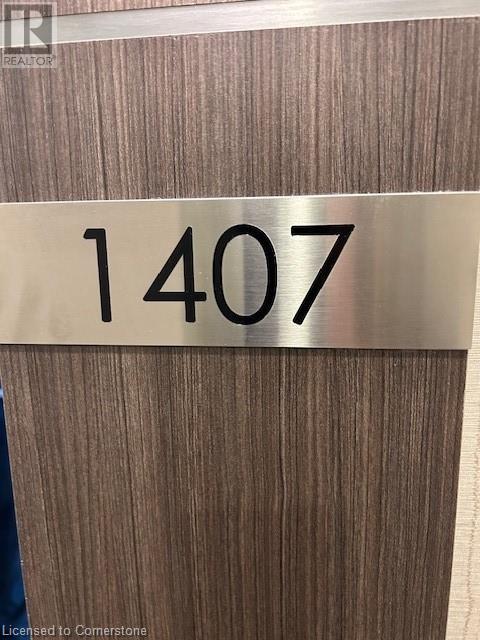 R
REALTOR®
1407
Licensed to Cornerstone